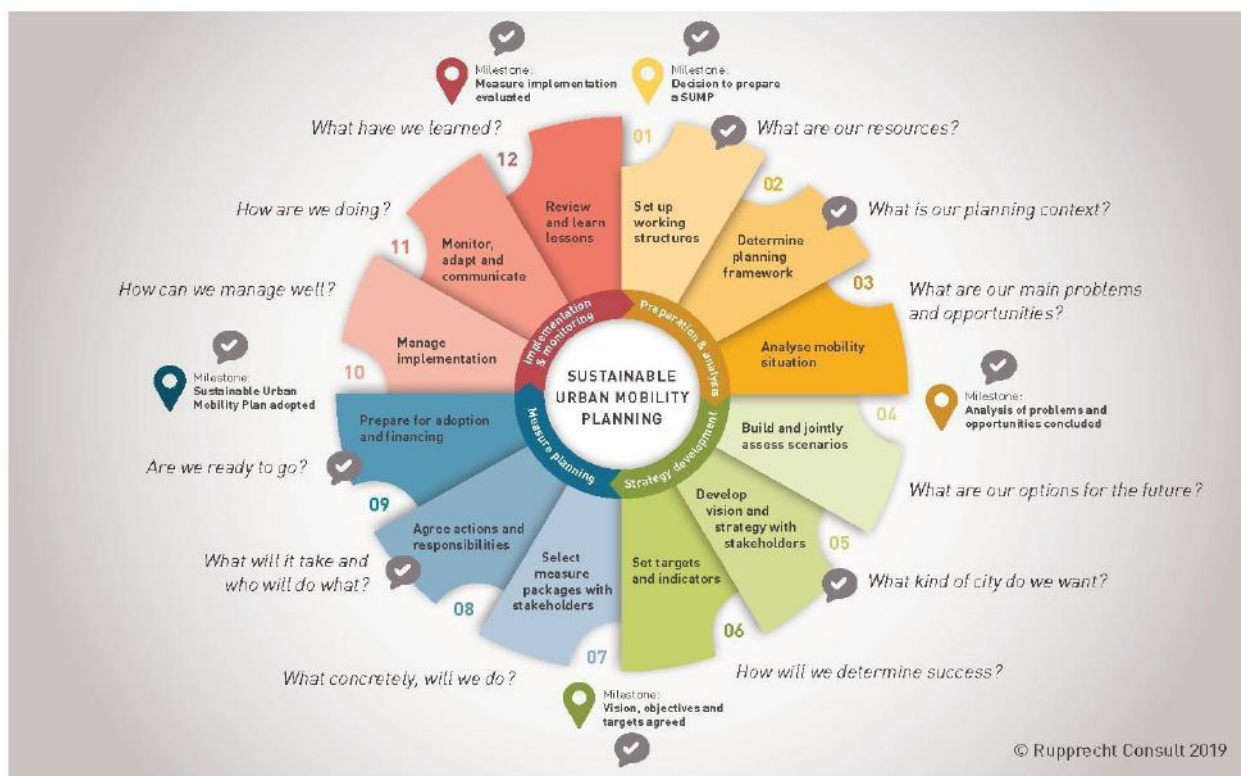 Milestone:
Measure implementation
evaluated
Milestone:
Decision to prepare
a SUMP
What have we learned?
What are our resources?
12
01
Review
and learn
lessons
Set up
working
structures
02
What is our planning context?
Determine
planning
framework
How are we doing?
11
Monitor,
adapt and
communicate
03
What are our main problems
and opportunities?
Analyse mobility
situation
How can we manage well?
Manage
implementation
10
Milestone:
Sustainable Urban
Mobility Plan adopted
Implementation
& monitoring
Preparation & analysis
SUSTAINABLE
URBAN MOBILITY
PLANNING
Measure planning
Strategy development
Milestone:
Analysis of problems and
opportunities concluded
04
Build and jointly
assess scenarios
What are our options for the future?
Prepare for adoption
and financing
Are we ready to go?
09
Develop
vision and
strategy with
stakeholders
05
What kind of city do we want?
Agree actions and
responsibilities
What will it take and
who will do what?
08
Select
measure
packages with
stakeholders
07
What concretely, will we do?
Set targets
and indicators
06
How will we determine success?
Milestone:
Vision, objectives and
targets agreed
© Rupprecht Consult 2019